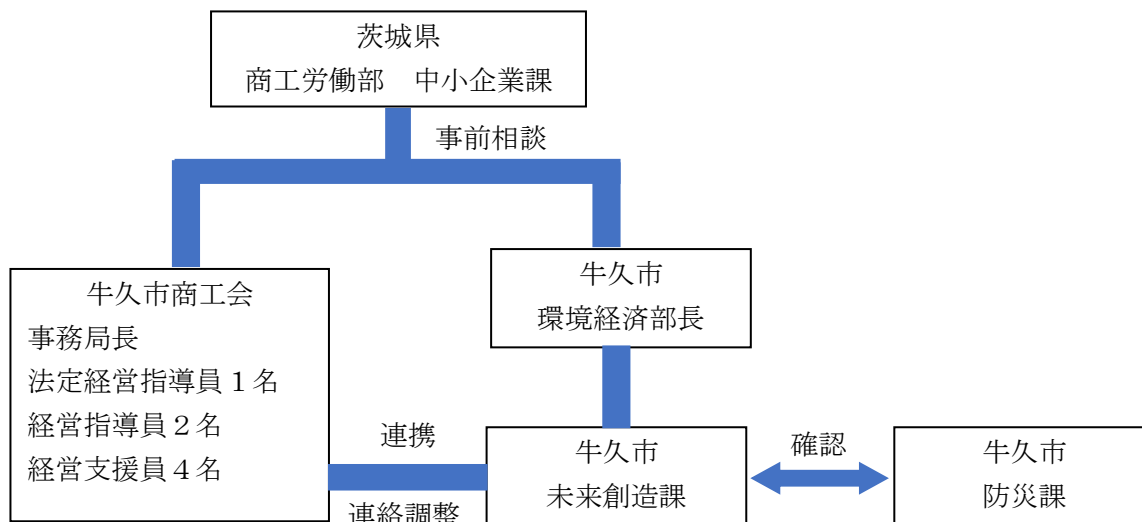 茨城県
商工労働部　中小企業課
事前相談
牛久市商工会
事務局長
法定経営指導員１名
経営指導員２名
経営支援員４名
牛久市
環境経済部長
連携
連絡調整
牛久市
未来創造課
確認
牛久市
防災課